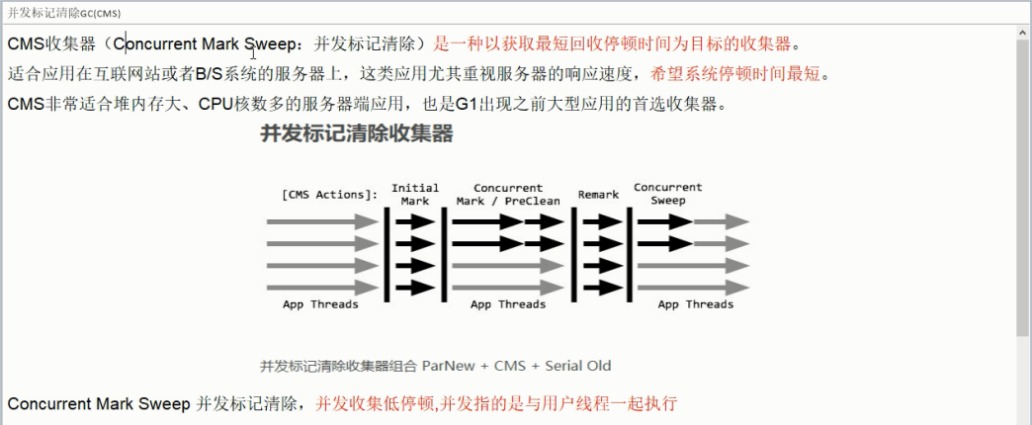 并发标记清除GC(CMS)
CMS收集器（Concurrent Mark Sweep：并发标记清除）是一种以获取最短回收停顿时间为目标的收集器。
适合应用在互联网站或者B/S系统的服务器上，这类应用尤其重视服务器的响应速度，希望系统停顿时间最短。
CMS非常适合堆内存大、CPU核数多的服务器端应用，也是G1出现之前大型应用的首选收集器。
并发标记清除收集器
[CMS Actions]:
Initial
Mark
Concurrent
Mark / PreClean
Remark
Concurrent
Sweep
App Threads
App Threads
App Threads
并发标记清除收集器组合 ParNew + CMS + Serial Old
Concurrent Mark Sweep 并发标记清除，并发收集低停顿,并发指的是与用户线程一起执行